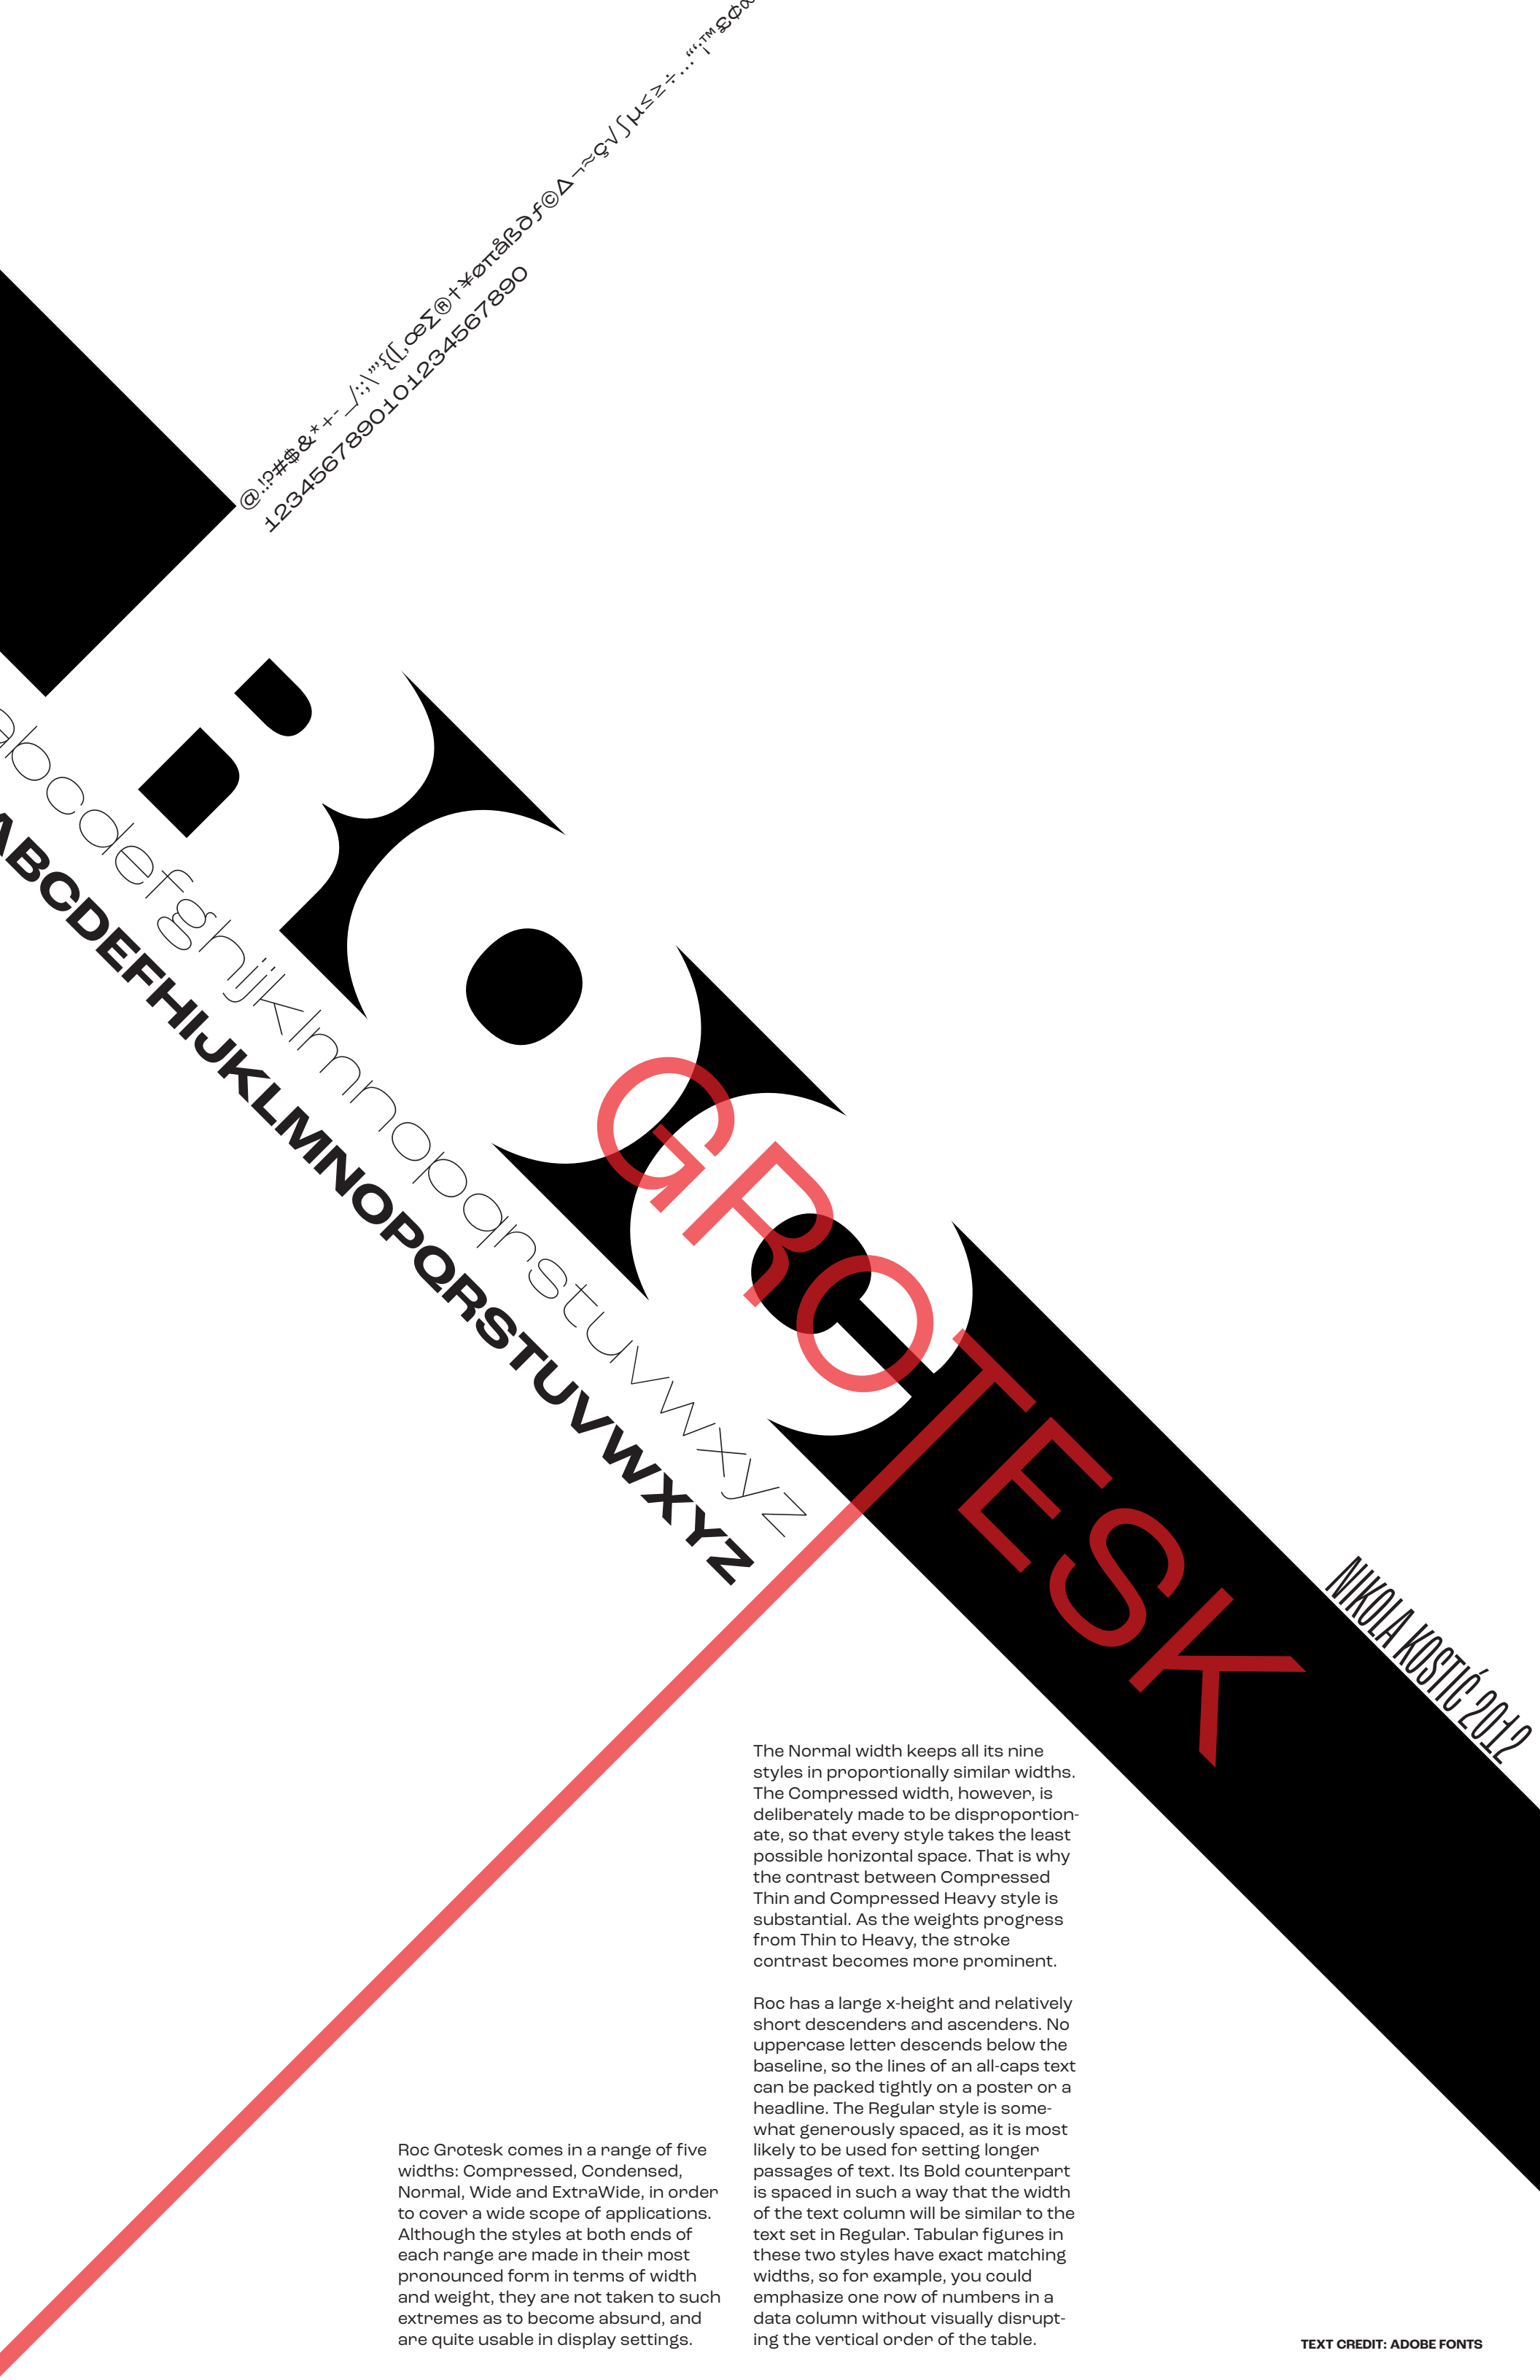 @.!?#$&*+-_/:;\"'{([,œ∑®†¥øπåß∂ƒ©∆¬≈ç√∫µ≤≥÷…“‘¡™£¢
1234567890101234567890
ROC
GROTESK
abcdefghijklmnopqrstuvwxyz
ABCDEFHIJKLMNOPQRSTUVWXYZ
NIKOLA KOSTIĆ 2012
The Normal width keeps all its nine
styles in proportionally similar widths.
The Compressed width, however, is
deliberately made to be disproportion-
ate, so that every style takes the least
possible horizontal space. That is why
the contrast between Compressed
Thin and Compressed Heavy style is
substantial. As the weights progress
from Thin to Heavy, the stroke
contrast becomes more prominent.
Roc has a large x-height and relatively
short descenders and ascenders. No
uppercase letter descends below the
baseline, so the lines of an all-caps text
can be packed tightly on a poster or a
headline. The Regular style is some-
what generously spaced, as it is most
likely to be used for setting longer
passages of text. Its Bold counterpart
is spaced in such a way that the width
of the text column will be similar to the
text set in Regular. Tabular figures in
these two styles have exact matching
widths, so for example, you could
emphasize one row of numbers in a
data column without visually disrupt-
ing the vertical order of the table.
Roc Grotesk comes in a range of five
widths: Compressed, Condensed,
Normal, Wide and ExtraWide, in order
to cover a wide scope of applications.
Although the styles at both ends of
each range are made in their most
pronounced form in terms of width
and weight, they are not taken to such
extremes as to become absurd, and
are quite usable in display settings.
TEXT CREDIT: ADOBE FONTS